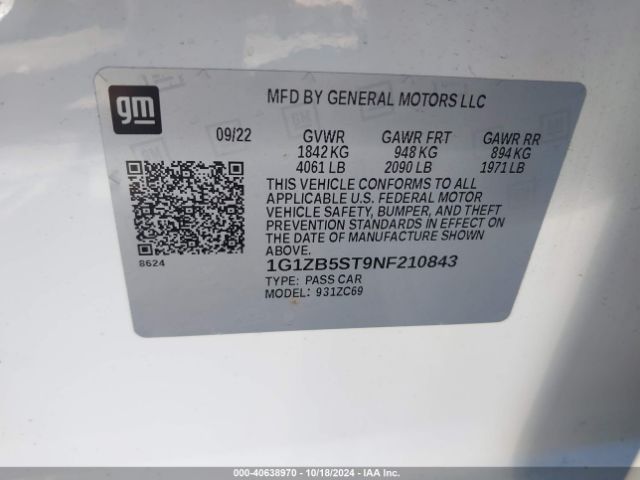 gm
MFD BY GENERAL MOTORS LLC
09/22 GVWR GAWR FRT GAWR RR
1842 KG 948 KG 894 KG
4061 LB 2090 LB 1971 LB
THIS VEHICLE CONFORMS TO ALL
APPLICABLE U.S. FEDERAL MOTOR
VEHICLE SAFETY, BUMPER, AND THEFT
PREVENTION STANDARDS IN EFFECT ON
THE DATE OF MANUFACTURE SHOWN
ABOVE.
8624
1G1ZB5ST9NF210843
TYPE: PASS CAR
MODEL: 931ZC69
000-40638970 - 10/18/2024 - IAA Inc.